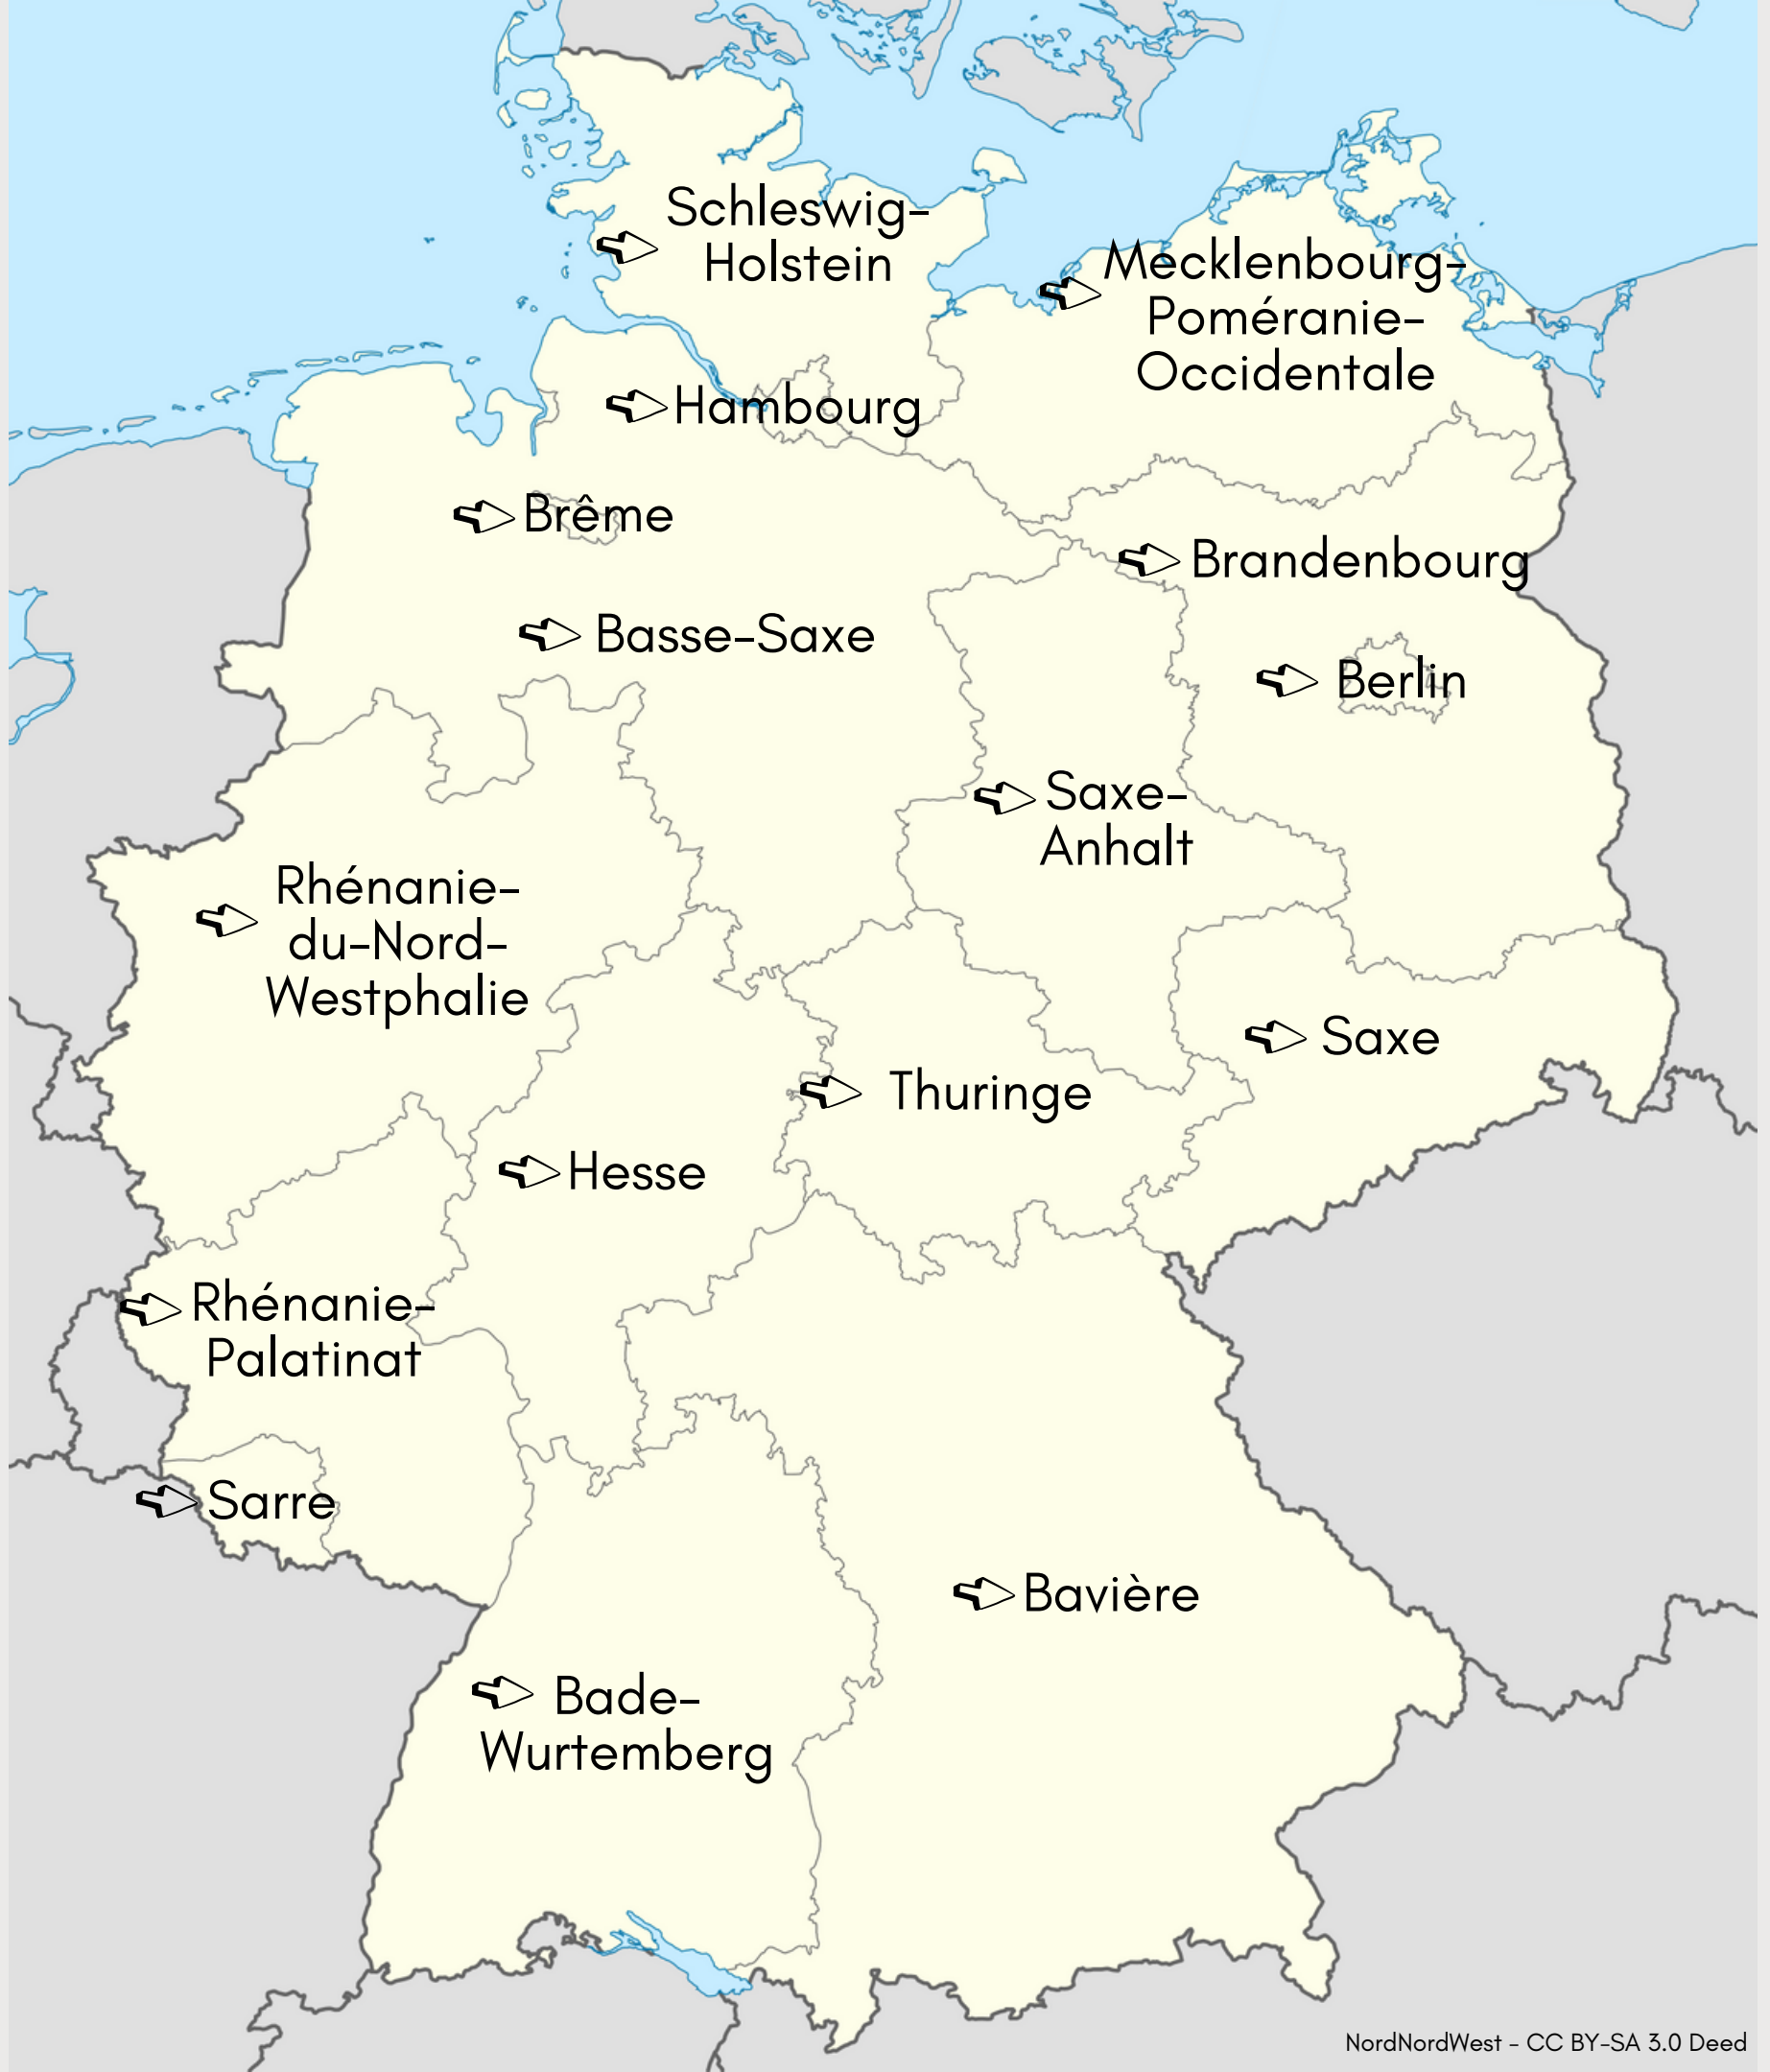 Schleswig-
Holstein
Mecklenbourg-
Poméranie-
Occidentale
Hambourg
Brême
Brandenbourg
Basse-Saxe
Berlin
Saxe-
Anhalt
Rhénanie-
du-Nord-
Westphalie
Saxe
Thuringe
Hesse
Rhénanie-
Palatinat
Sarre
Bavière
Bade-
Wurtemberg
NordNordWest - CC BY-SA 3.0 Deed